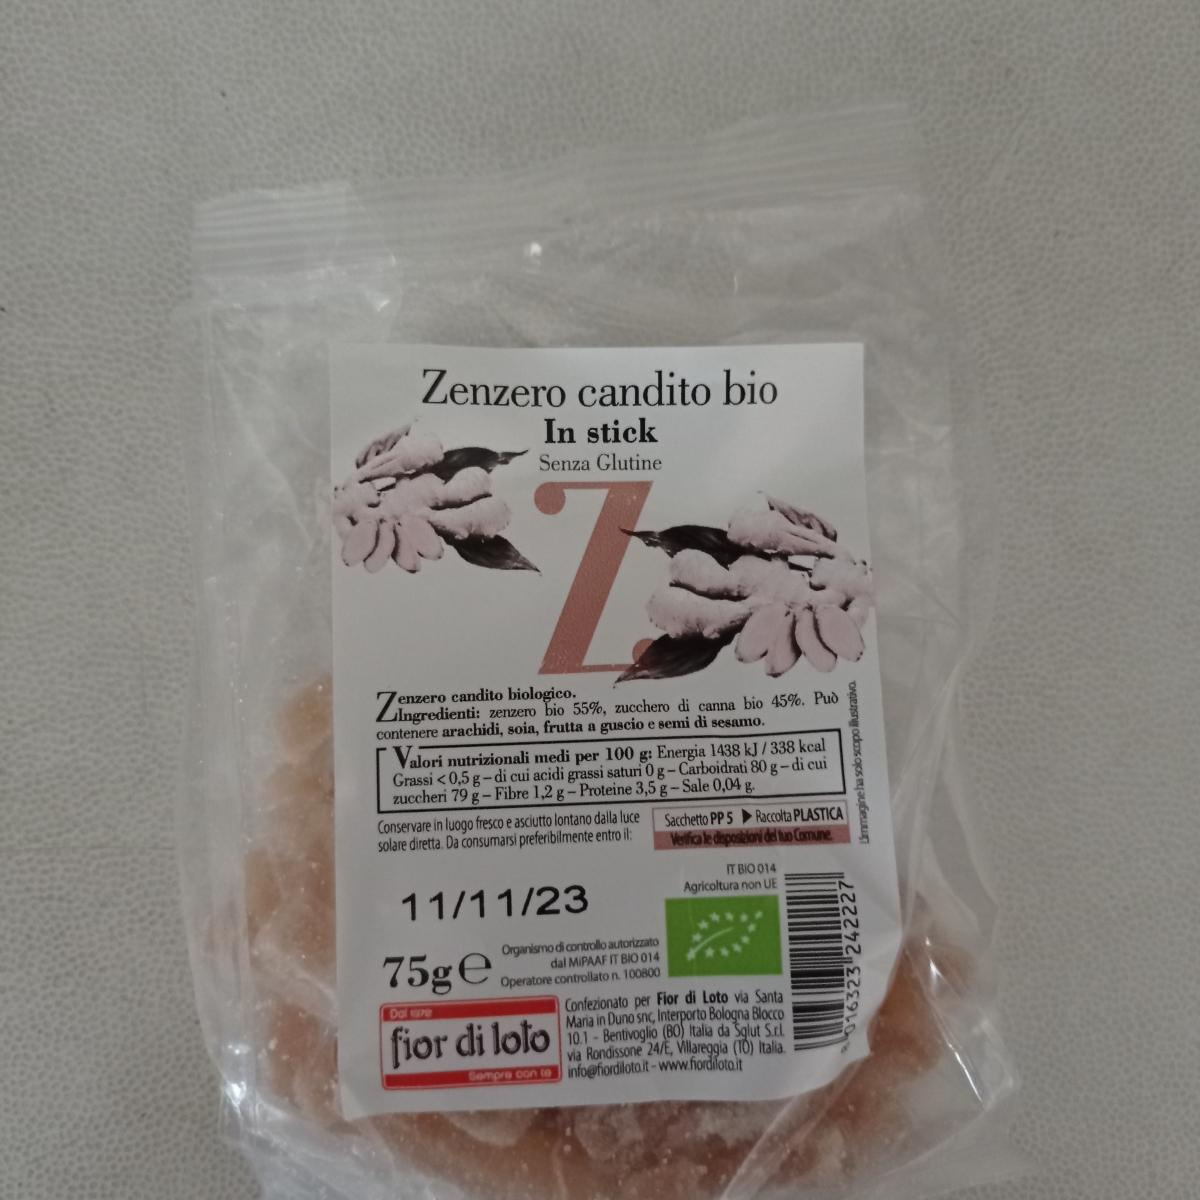 Zenzero candito bio
In stick
Senza Glutine
Z
Zenzero candito biologico.
Ingredienti: zenzero bio 55%, zucchero di canna bio 45%. Può
contenere arachidi, soia, frutta a guscio e semi di sesamo.
Valori nutrizionali medi per 100 g: Energia 1438 kJ / 338 kcal
Grassi < 0,5 g – di cui acidi grassi saturi 0 g – Carboidrati 80 g – di cui
zuccheri 79 g – Fibre 1,2 g – Proteine 3,5 g – Sale 0,04 g.
L'immagine ha solo scopo illustrativo.
Conservare in luogo fresco e asciutto lontano dalla luce
solare diretta. Da consumarsi preferibilmente entro il:
Sacchetto PP 5 ▶ Raccolta PLASTICA
Verifica le disposizioni del tuo Comune.
11/11/23
IT BIO 014
Agricoltura non UE
75g e
Organismo di controllo autorizzato
dal MiPAAF IT BIO 014
Operatore controllato n. 100800
8 016323 242227
Dal 1972
fior di loto
Sempre con te
Confezionato per Fior di Loto via Santa
Maria in Duno snc, Interporto Bologna Blocco
10.1 - Bentivoglio (BO) Italia da Sglut S.r.l.
via Rondissone 24/E, Villareggia (TO) Italia.
info@fiordiloto.it - www.fiordiloto.it